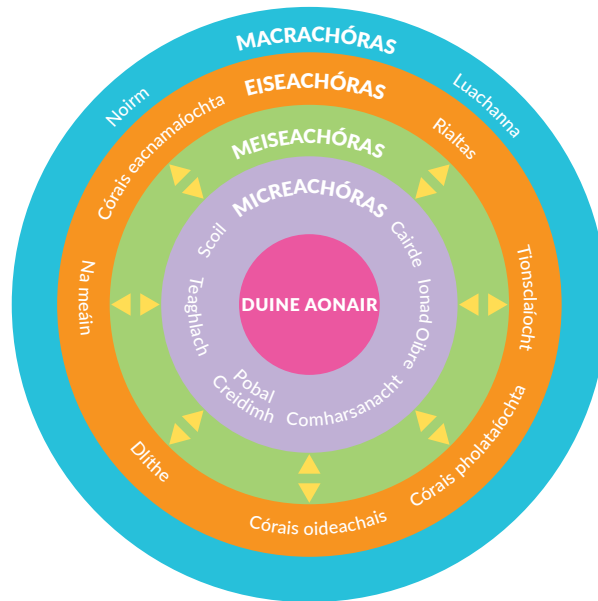 MACRACHÓRAS
Noirm
Luachanna
EISEACHÓRAS
Córais eacnamaíochta
Rialtas
Na meáin
Tionsclaíocht
Dlíthe
Córais oideachais
Córais pholataíochta
MEISEACHÓRAS
MICREACHÓRAS
Scoil
Cairde
Teaghlach
Ionad Oibre
Pobal
Creidimh
Comharsanacht
DUINE AONAIR